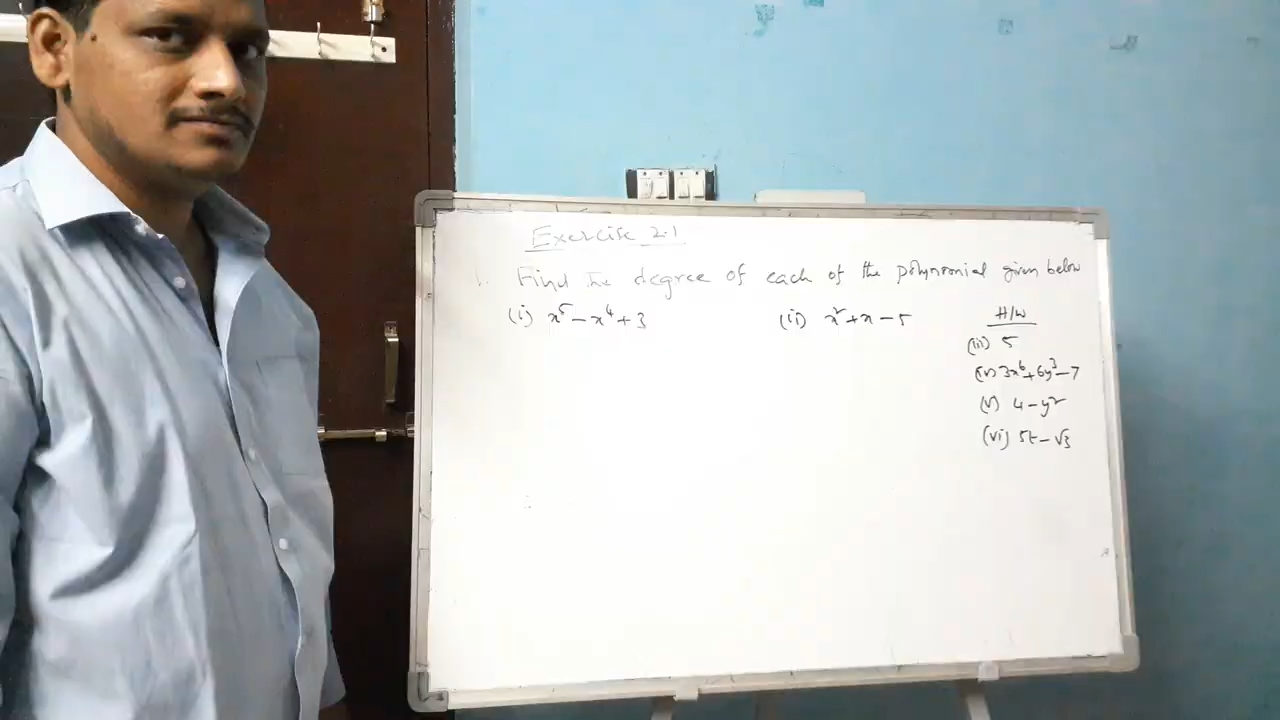 Exercise 2.1
1. Find the degree of each of the polynomial given below
(i) x⁵ - x⁴ + 3
(ii) x² + x - 5
H/W
(iii) 5
(iv) 3x⁶ + 6y³ - 7
(v) 4 - y²
(vi) 5t - √3